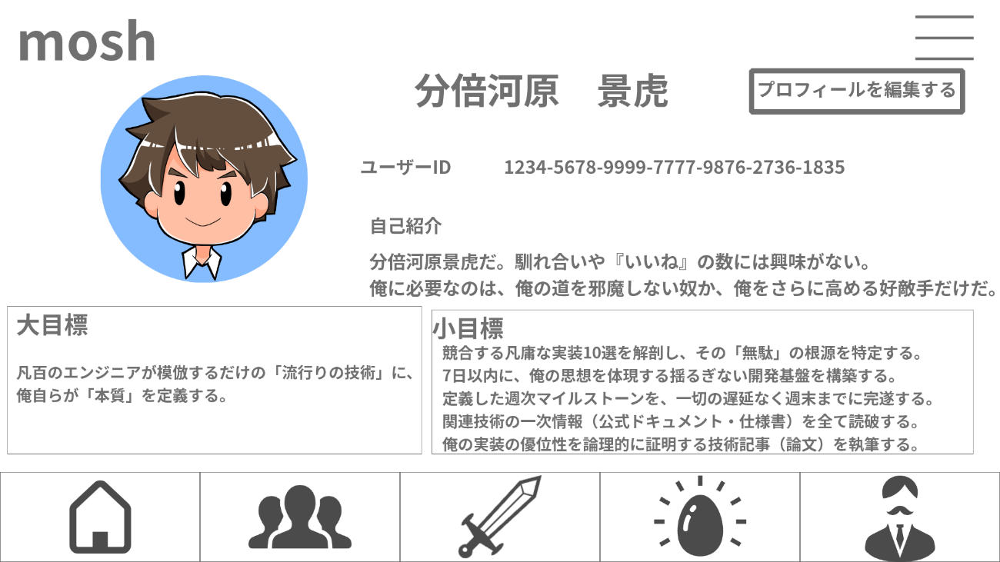 mosh
分倍河原　景虎
プロフィールを編集する
ユーザーID　1234-5678-9999-7777-9876-2736-1835
自己紹介
分倍河原景虎だ。馴れ合いや『いいね』の数には興味がない。
俺に必要なのは、俺の道を邪魔しない奴か、俺をさらに高める好敵手だけだ。
大目標
凡百のエンジニアが模倣するだけの「流行りの技術」に、
俺自らが「本質」を定義する。
小目標
競合する凡庸な実装10選を解剖し、その「無駄」の根源を特定する。
7日以内に、俺の思想を体現する揺るぎない開発基盤を構築する。
定義した週次マイルストーンを、一切の遅延なく週末までに完遂する。
関連技術の一次情報（公式ドキュメント・仕様書）を全て読破する。
俺の実装の優位性を論理的に証明する技術記事（論文）を執筆する。